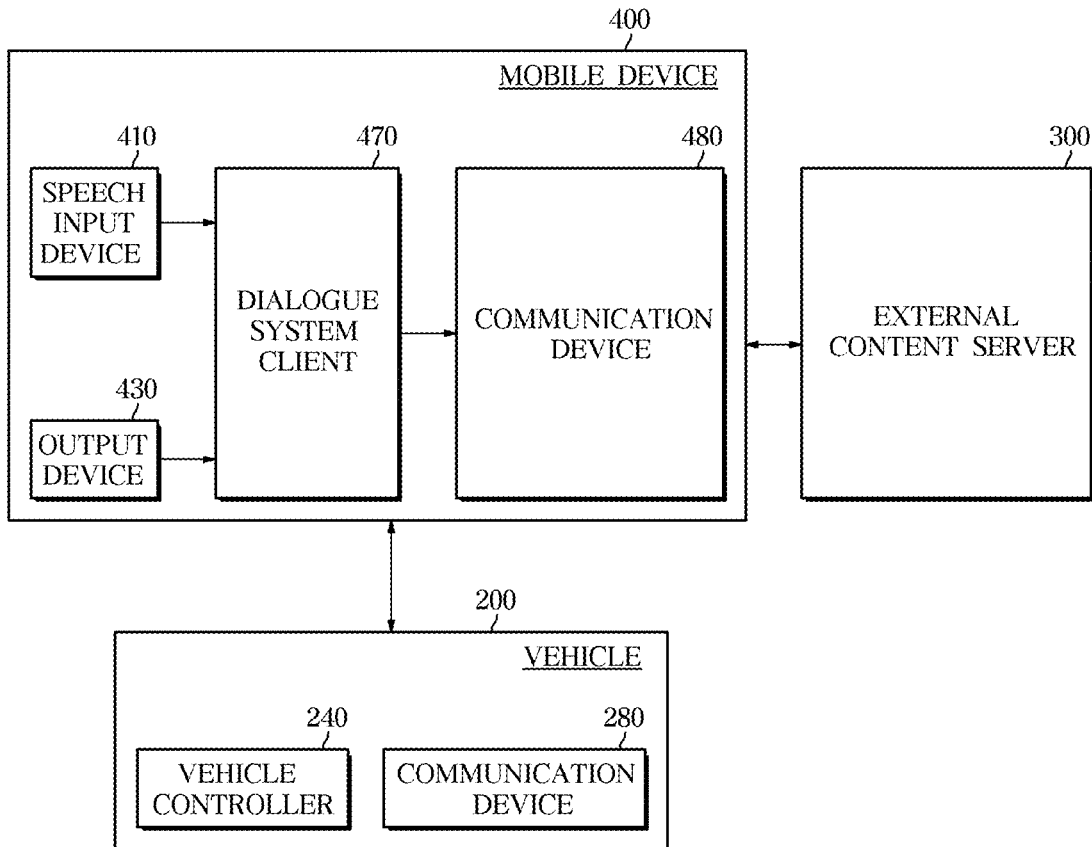 400
MOBILE DEVICE
410
SPEECH
INPUT
DEVICE
470
DIALOGUE
SYSTEM
CLIENT
480
COMMUNICATION
DEVICE
300
EXTERNAL
CONTENT SERVER
430
OUTPUT
DEVICE
200
VEHICLE
240
VEHICLE
CONTROLLER
280
COMMUNICATION
DEVICE